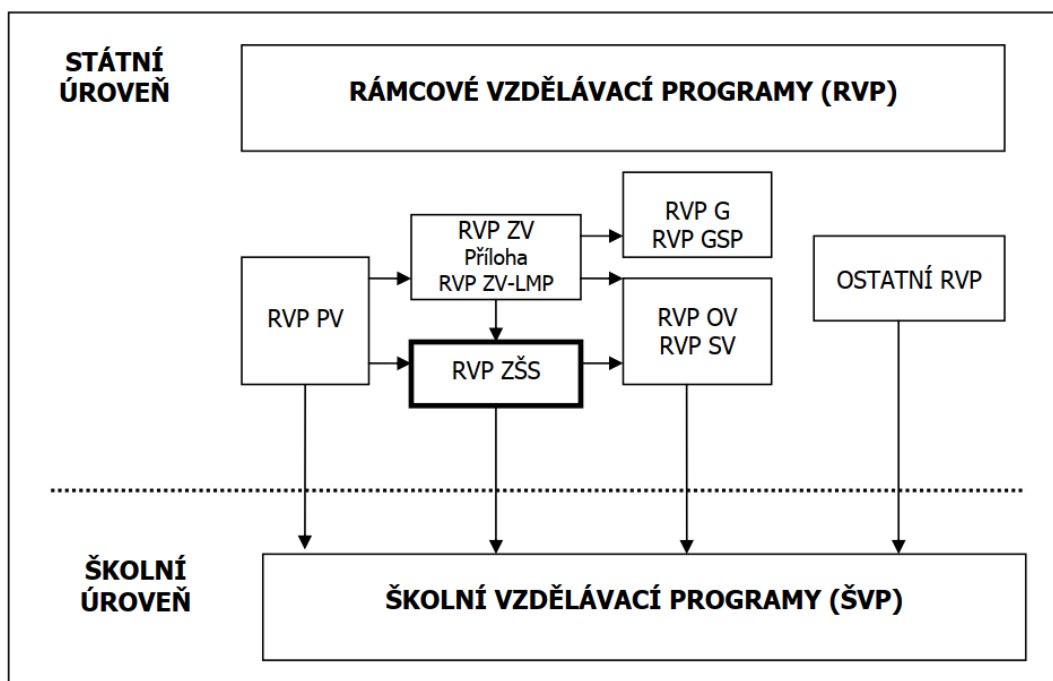 STÁTNÍ
ÚROVEŇ
RÁMCOVÉ VZDĚLÁVACÍ PROGRAMY (RVP)
RVP G
RVP GSP
RVP ZV
Příloha
RVP ZV-LMP
OSTATNÍ RVP
RVP PV
RVP OV
RVP SV
RVP ZŠS
ŠKOLNÍ
ÚROVEŇ
ŠKOLNÍ VZDĚLÁVACÍ PROGRAMY (ŠVP)